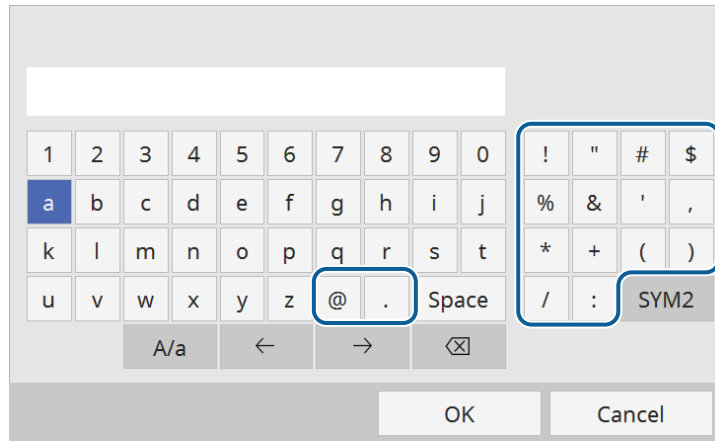 1 2 3 4 5 6 7 8 9 0 ! " # $
a b c d e f g h i j % & ' ,
k l m n o p q r s t * + ( )
u v w x y z @ . Space / : SYM2
A/a ← → ⌫
OK Cancel